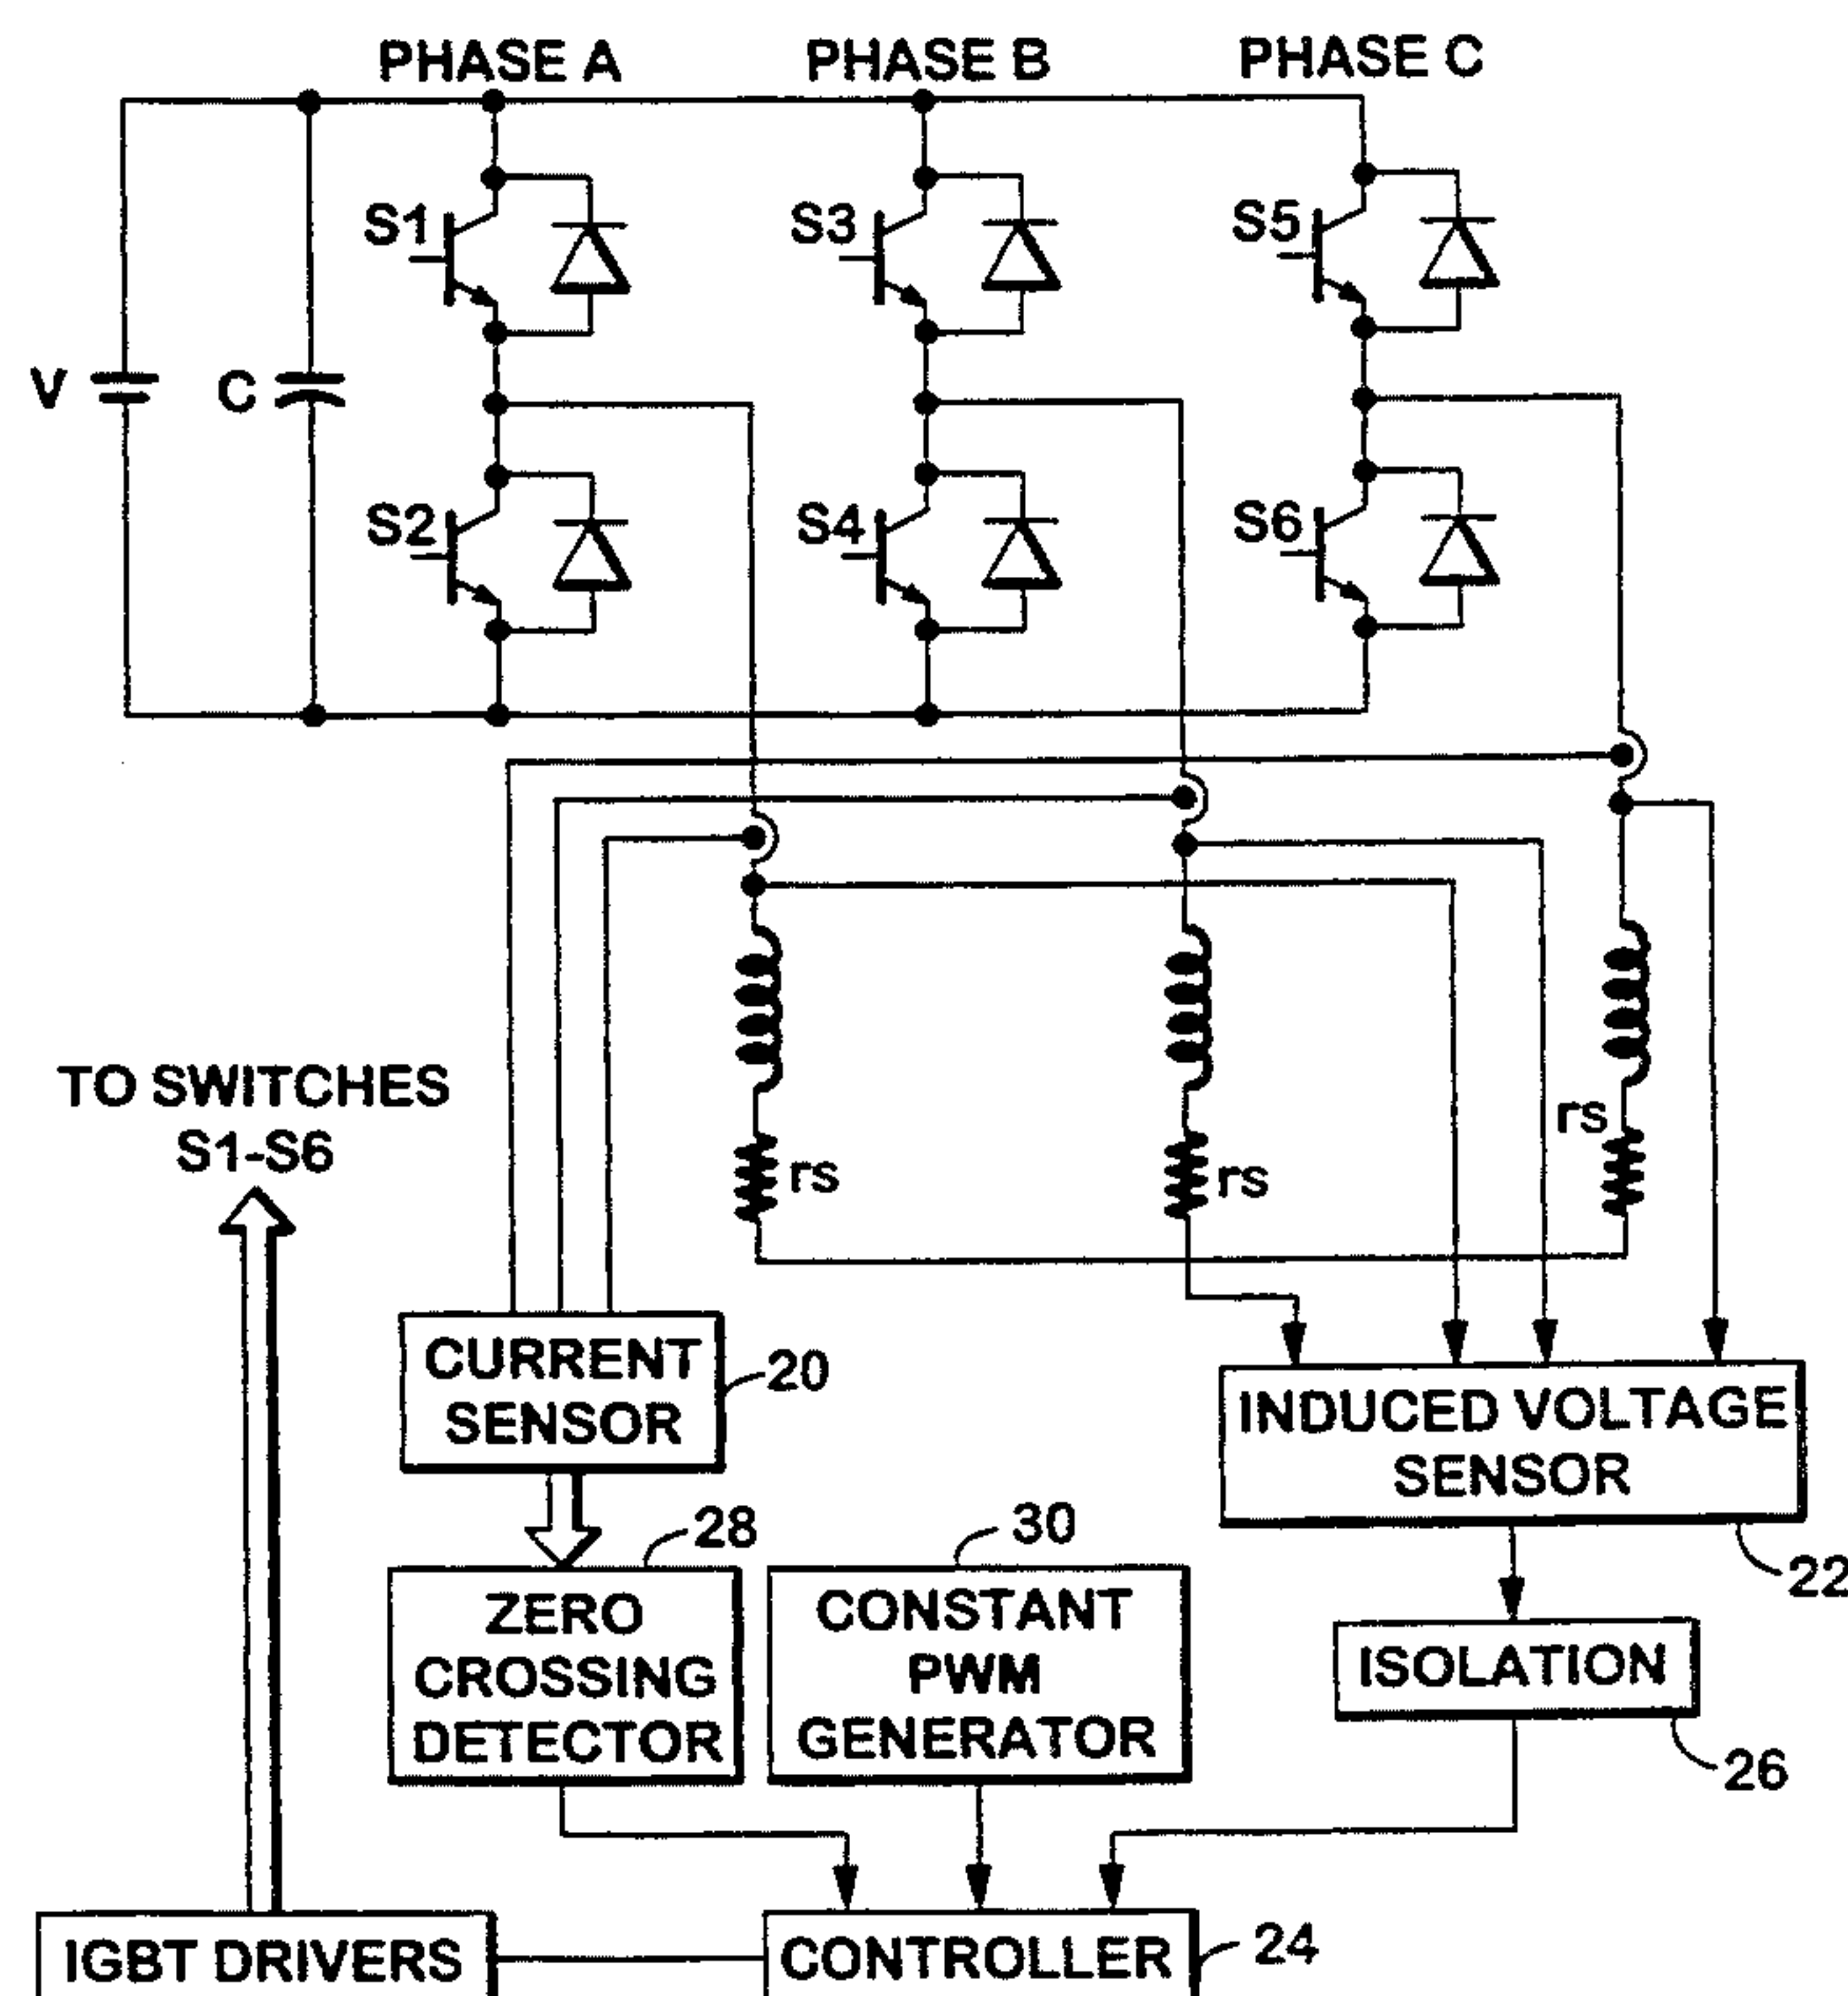 PHASE A
PHASE B
PHASE C
S1
S3
S5
V
C
S2
S4
S6
TO SWITCHES
S1-S6
rs
rs
rs
CURRENT
SENSOR
20
INDUCED VOLTAGE
SENSOR
22
28
ZERO
CROSSING
DETECTOR
30
CONSTANT
PWM
GENERATOR
ISOLATION
26
IGBT DRIVERS
CONTROLLER
24